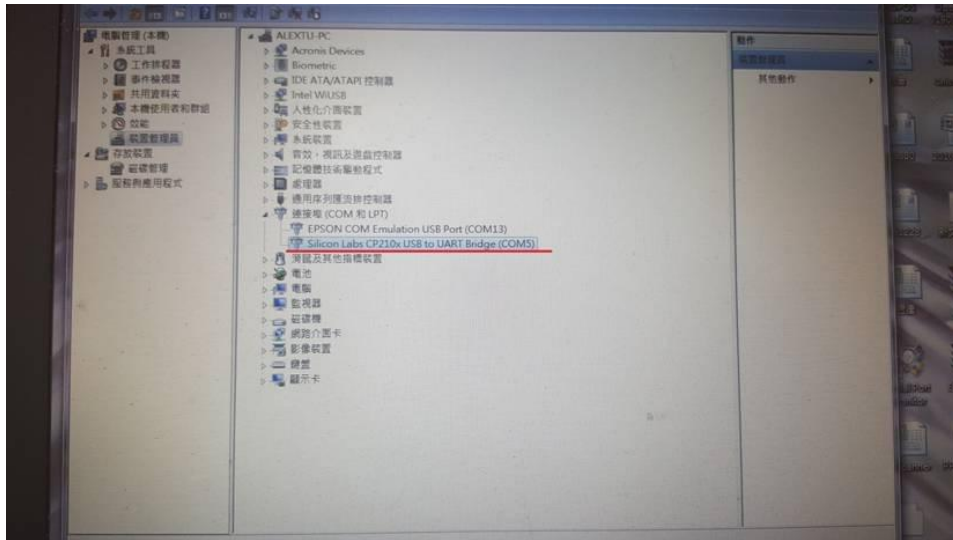 電腦管理 (本機)
系統工具
工作排程器
事件檢視器
共用資料夾
本機使用者和群組
效能
裝置管理員
存放裝置
磁碟管理
服務與應用程式
ALEXTU-PC
Acronis Devices
Biometric
IDE ATA/ATAPI 控制器
Intel WiUSB
人性化介面裝置
安全性裝置
系統裝置
音效，視訊及遊戲控制器
記憶體技術驅動程式
處理器
通用序列匯流排控制器
連接埠 (COM 和 LPT)
EPSON COM Emulation USB Port (COM13)
Silicon Labs CP210x USB to UART Bridge (COM5)
滑鼠及其他指標裝置
電池
電腦
監視器
磁碟機
網路介面卡
影像裝置
鍵盤
顯示卡
動作
裝置管理員
其他動作